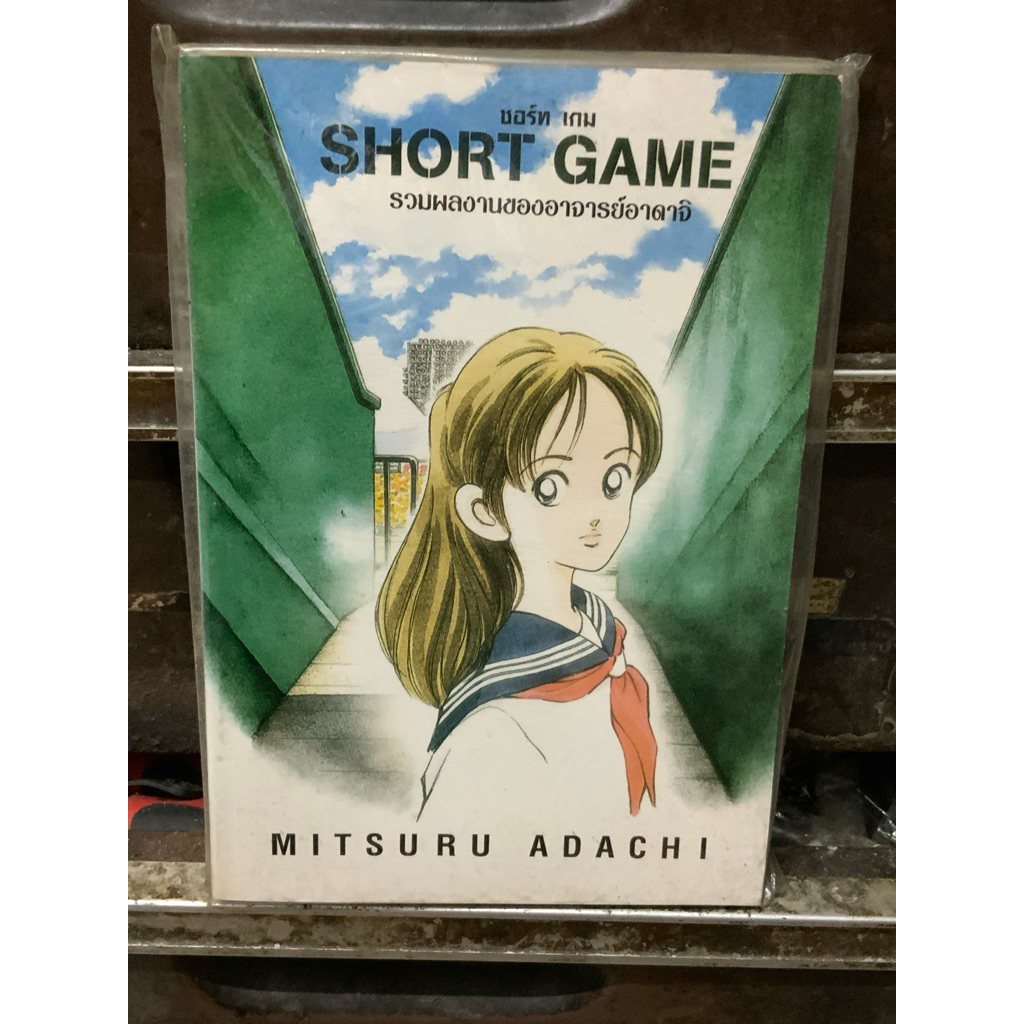 ชอร์ท เกม
SHORT GAME
รวมผลงานของอาจารย์อาดาจิ
MITSURU ADACHI